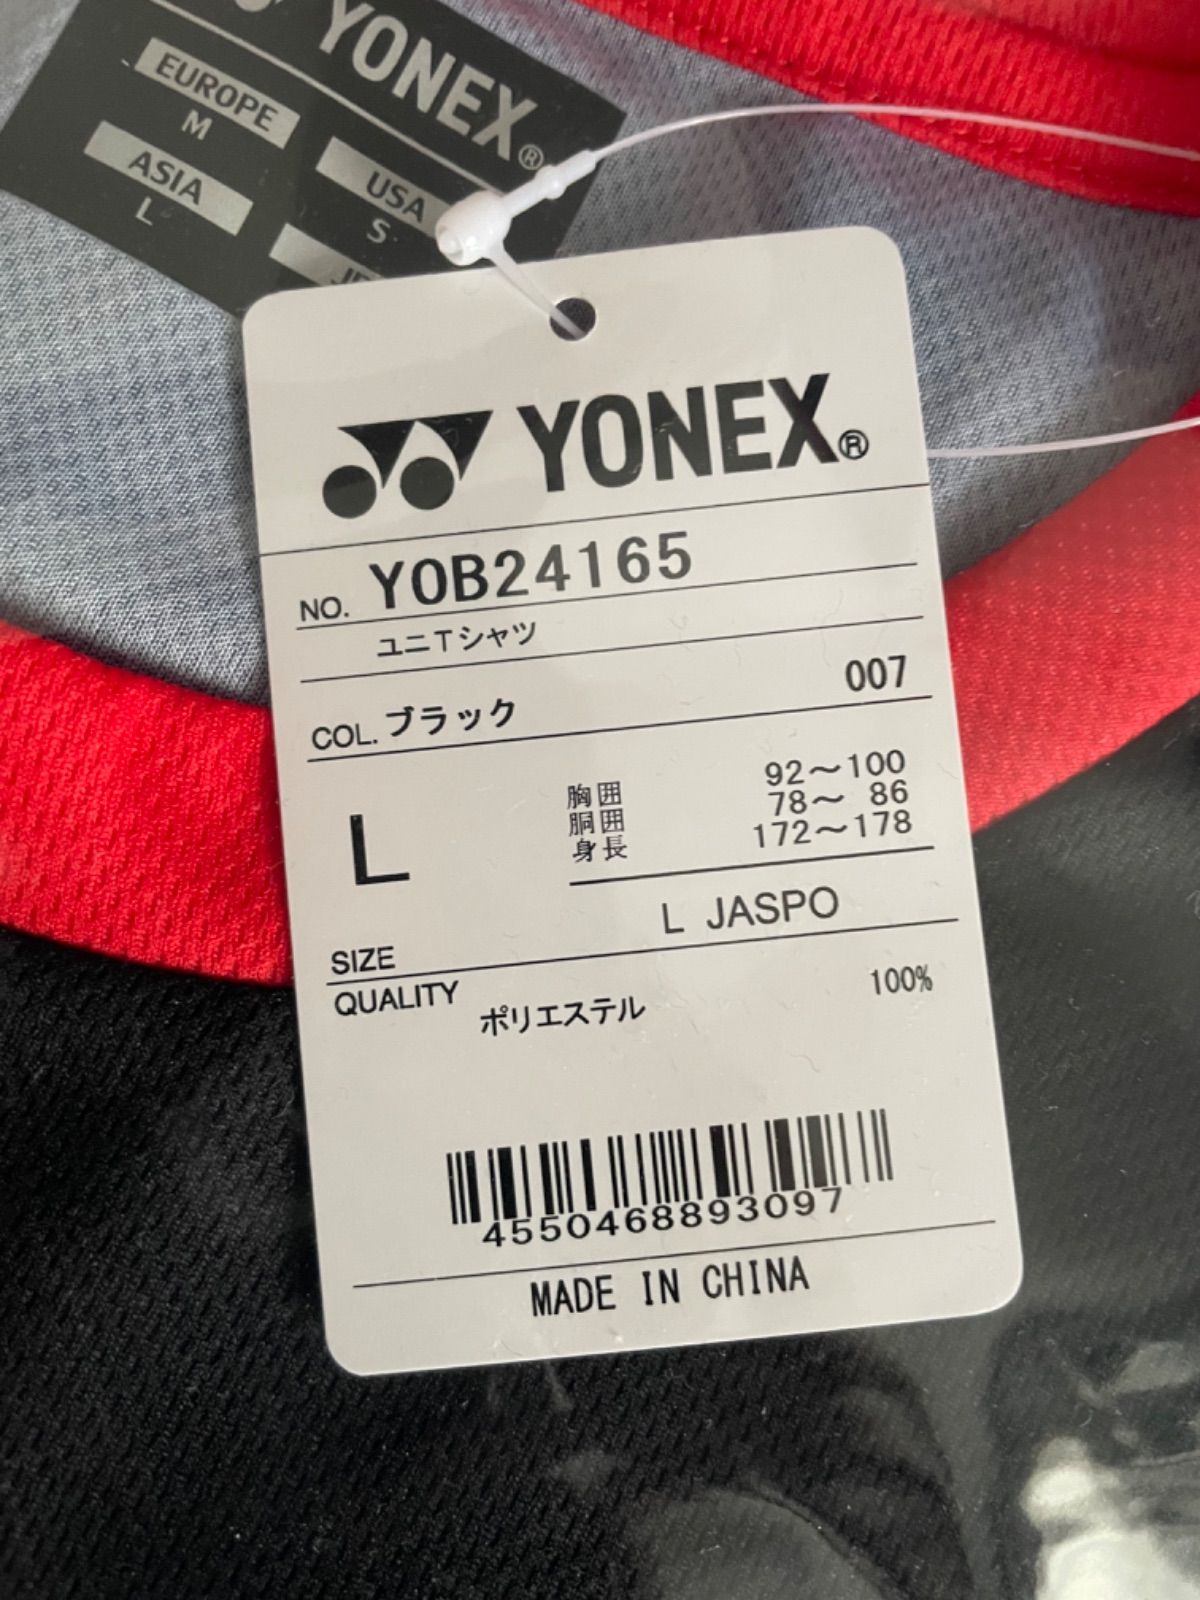 YONEX®
EUROPE
M
USA
S
ASIA
L
YONEX®
NO. YOB24165
ユニTシャツ
COL. ブラック 007
L
胸囲 92～100
胴囲 78～ 86
身長 172～178
L JASPO
SIZE
QUALITY
ポリエステル 100%
4550468893097
MADE IN CHINA